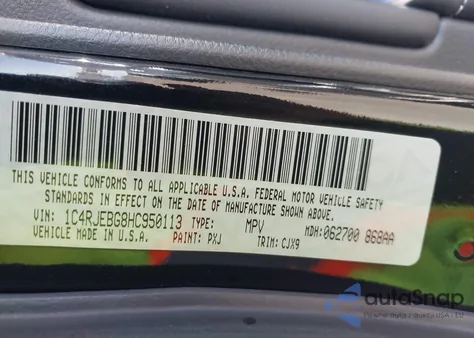 THIS VEHICLE CONFORMS TO ALL APPLICABLE U.S.A. FEDERAL MOTOR VEHICLE SAFETY
STANDARDS IN EFFECT ON THE DATE OF MANUFACTURE SHOWN ABOVE.
VIN: 1C4RJEBG8HC950113 TYPE: MPV MDH: 062700 868AA
VEHICLE MADE IN U.S.A. PAINT: PXJ TRIM: CJX9
autoSnap